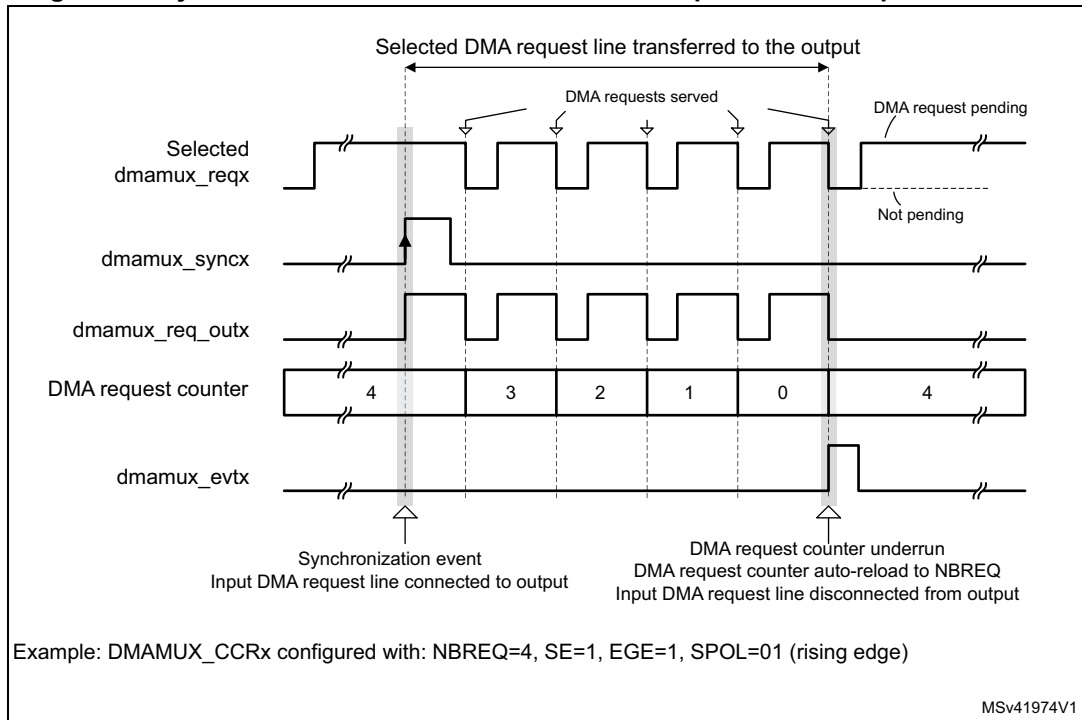 Selected DMA request line transferred to the output
DMA requests served
DMA request pending
Selected
dmamux_reqx
Not pending
dmamux_syncx
dmamux_req_outx
DMA request counter
4
3
2
1
0
4
dmamux_evtx
Synchronization event
Input DMA request line connected to output
DMA request counter underrun
DMA request counter auto-reload to NBREQ
Input DMA request line disconnected from output
Example: DMAMUX_CCRx configured with: NBREQ=4, SE=1, EGE=1, SPOL=01 (rising edge)
MSv41974V1